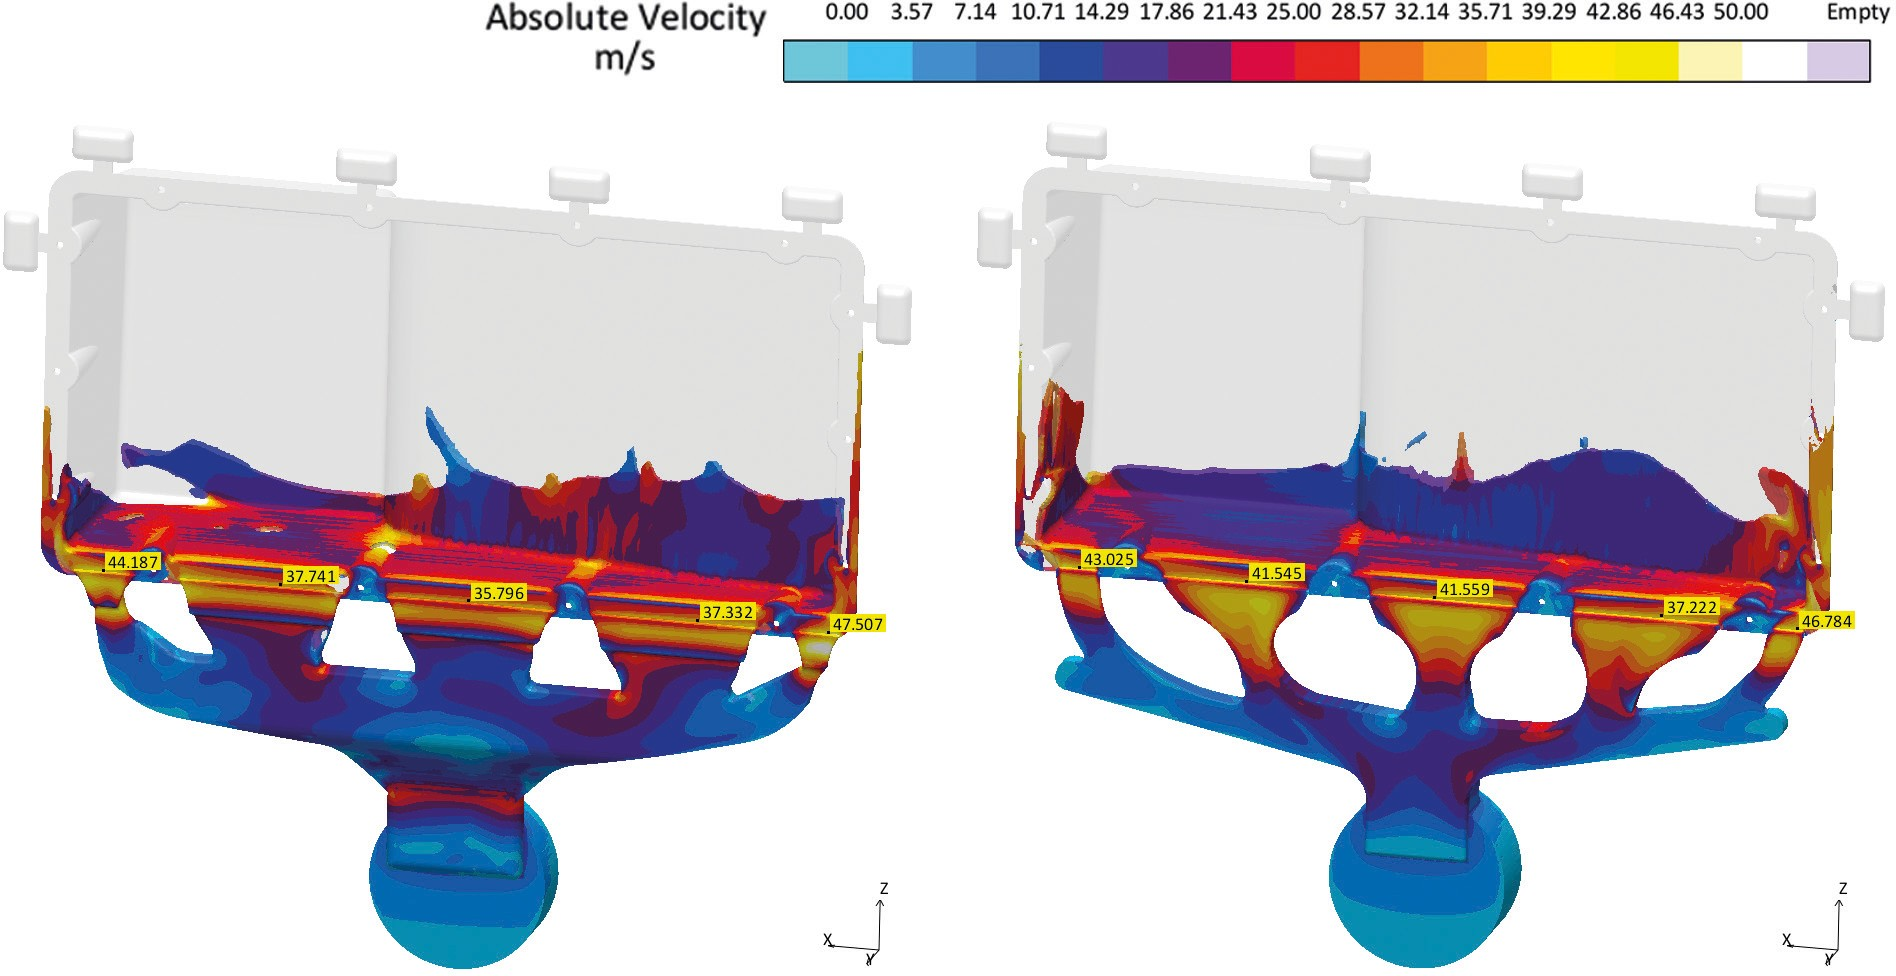 Absolute Velocity
m/s
0.00 3.57 7.14 10.71 14.29 17.86 21.43 25.00 28.57 32.14 35.71 39.29 42.86 46.43 50.00 Empty
44.187
37.741
35.796
37.332
47.507
Z
X
Y
43.025
41.545
41.559
37.222
46.784
Z
X
Y